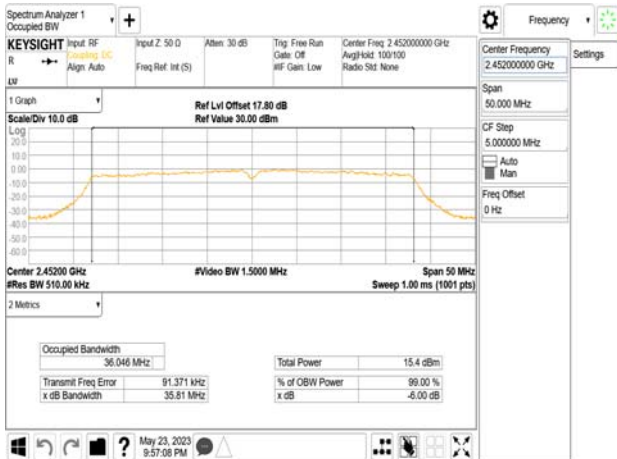 Spectrum Analyzer 1
Occupied BW
Frequency
KEYSIGHT
Input: RF
Coupling: DC
Align: Auto
Input Z: 50 Ω
Freq Ref: Int (S)
Atten: 30 dB
Trig: Free Run
Gate: Off
#IF Gain: Low
Center Freq: 2.452000000 GHz
Avg|Hold: 100/100
Radio Std: None
R
Center Frequency
2.452000000 GHz
Settings
Span
50.000 MHz
CF Step
5.000000 MHz
Auto
Man
Freq Offset
0 Hz
1 Graph
Scale/Div 10.0 dB
Ref Lvl Offset 17.80 dB
Ref Value 30.00 dBm
Log
20.0
10.0
0.00
-10.0
-20.0
-30.0
-40.0
-50.0
-60.0
Center 2.45200 GHz
#Res BW 510.00 kHz
#Video BW 1.5000 MHz
Span 50 MHz
Sweep 1.00 ms (1001 pts)
2 Metrics
Occupied Bandwidth
36.046 MHz
Total Power 15.4 dBm
Transmit Freq Error 91.371 kHz
% of OBW Power 99.00 %
x dB Bandwidth 35.81 MHz
x dB -6.00 dB
May 23, 2023
9:57:08 PM